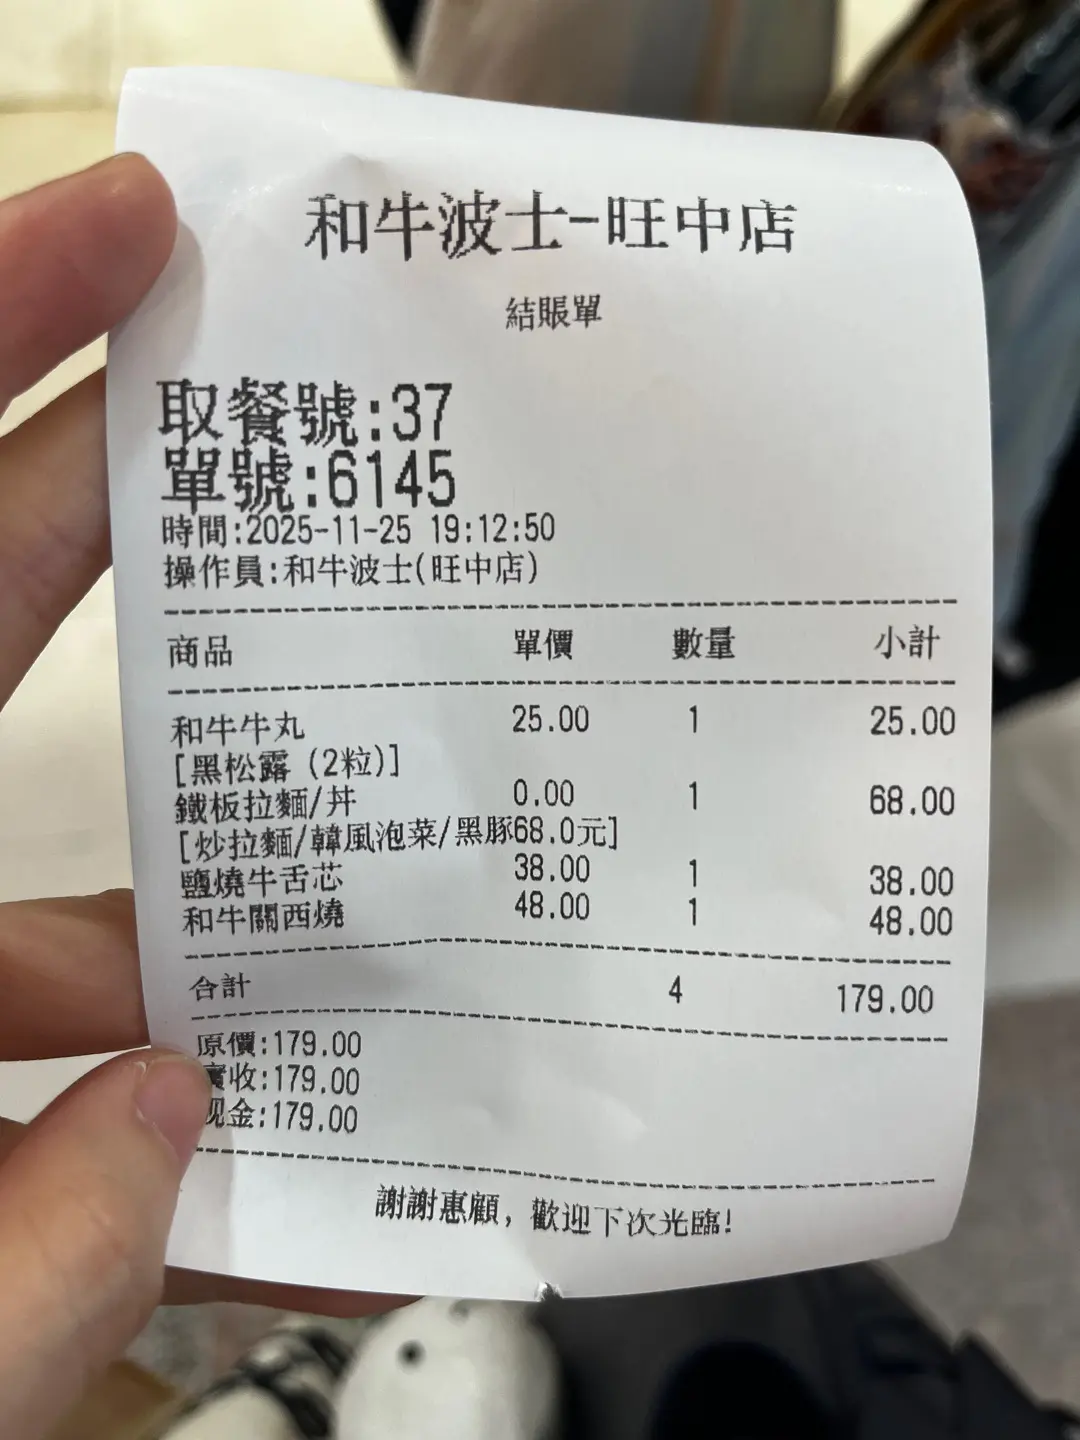 和牛波士-旺中店
結賬單
取餐號:37
單號:6145
時間:2025-11-25 19:12:50
操作員:和牛波士(旺中店)
商品 單價 數量 小計
和牛牛丸 25.00 1 25.00
[黑松露 (2粒)]
鐵板拉麵/丼 0.00 1 68.00
[炒拉麵/韓風泡菜/黑豚68.0元]
鹽燒牛舌芯 38.00 1 38.00
和牛關西燒 48.00 1 48.00
合計 4 179.00
原價:179.00
實收:179.00
现金:179.00
謝謝惠顧，歡迎下次光臨!